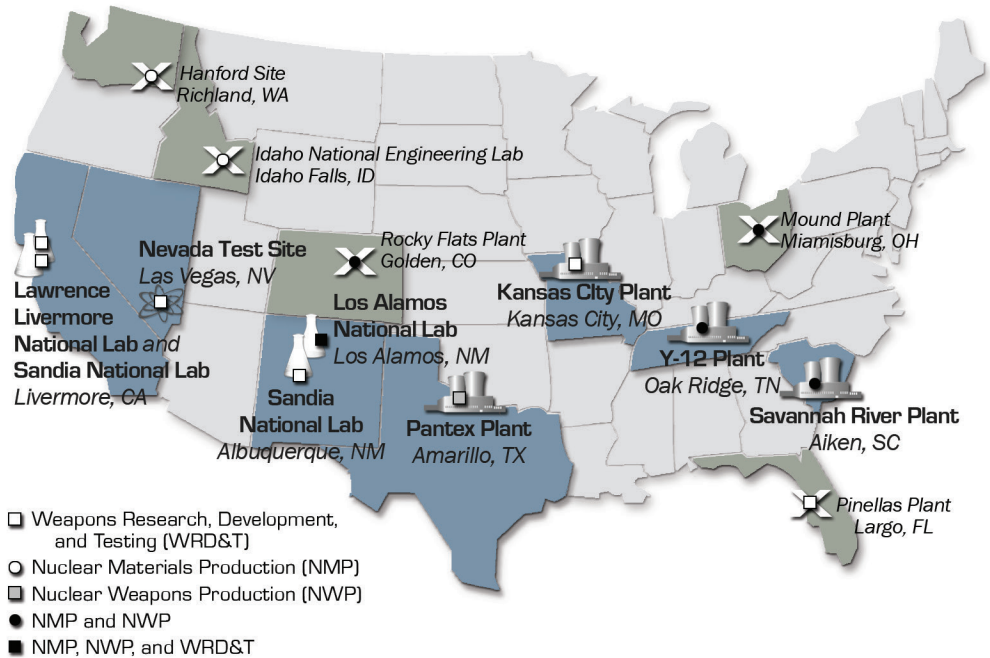 Hanford Site
Richland, WA
Idaho National Engineering Lab
Idaho Falls, ID
Mound Plant
Miamisburg, OH
Rocky Flats Plant
Golden, CO
Nevada Test Site
Las Vegas, NV
Lawrence
Livermore
National Lab and
Sandia National Lab
Livermore, CA
Los Alamos
National Lab
Los Alamos, NM
Kansas CIty Plant
Kansas City, MO
Y-12 Plant
Oak Ridge, TN
Sandia
National Lab
Albuquerque, NM
Pantex Plant
Amarillo, TX
Savannah River Plant
Aiken, SC
Pinellas Plant
Largo, FL
Weapons Research, Development,
and Testing (WRD&T)
Nuclear Materials Production (NMP)
Nuclear Weapons Production (NWP)
NMP and NWP
NMP, NWP, and WRD&T